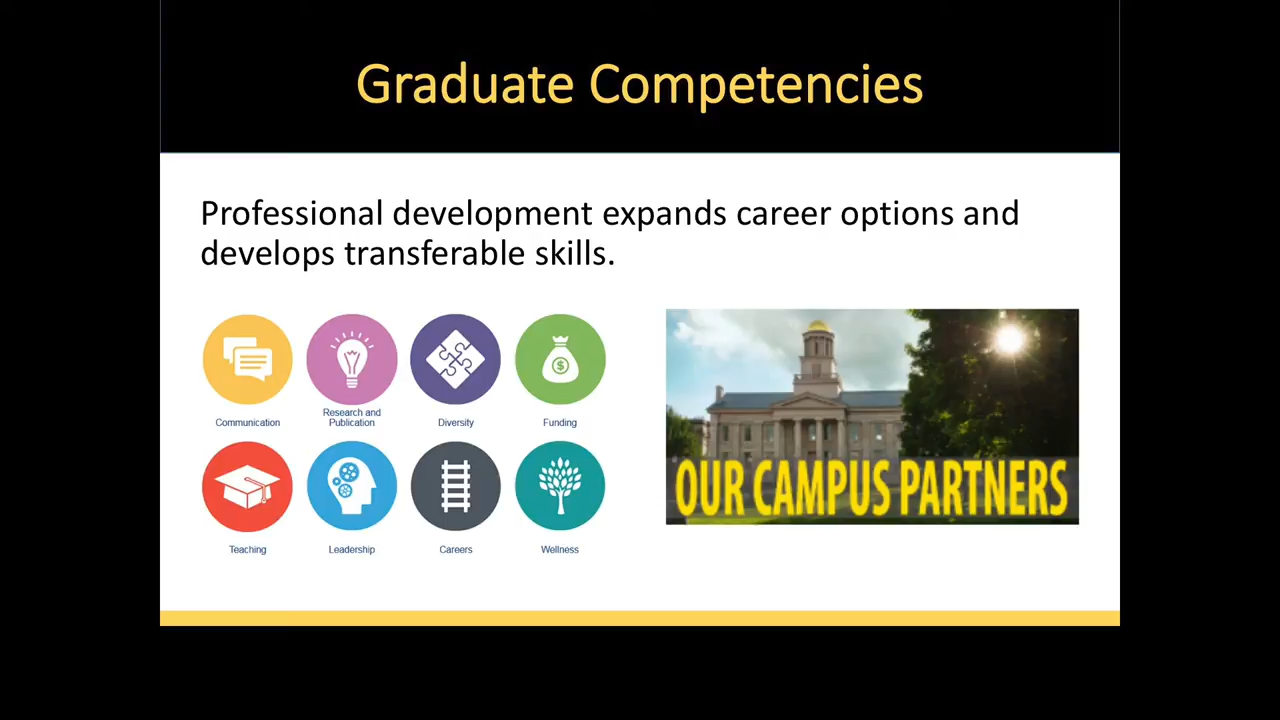 Graduate Competencies
Professional development expands career options and
develops transferable skills.
Communication
Research and
Publication
Diversity
Funding
$
Teaching
Leadership
Careers
Wellness
OUR CAMPUS PARTNERS